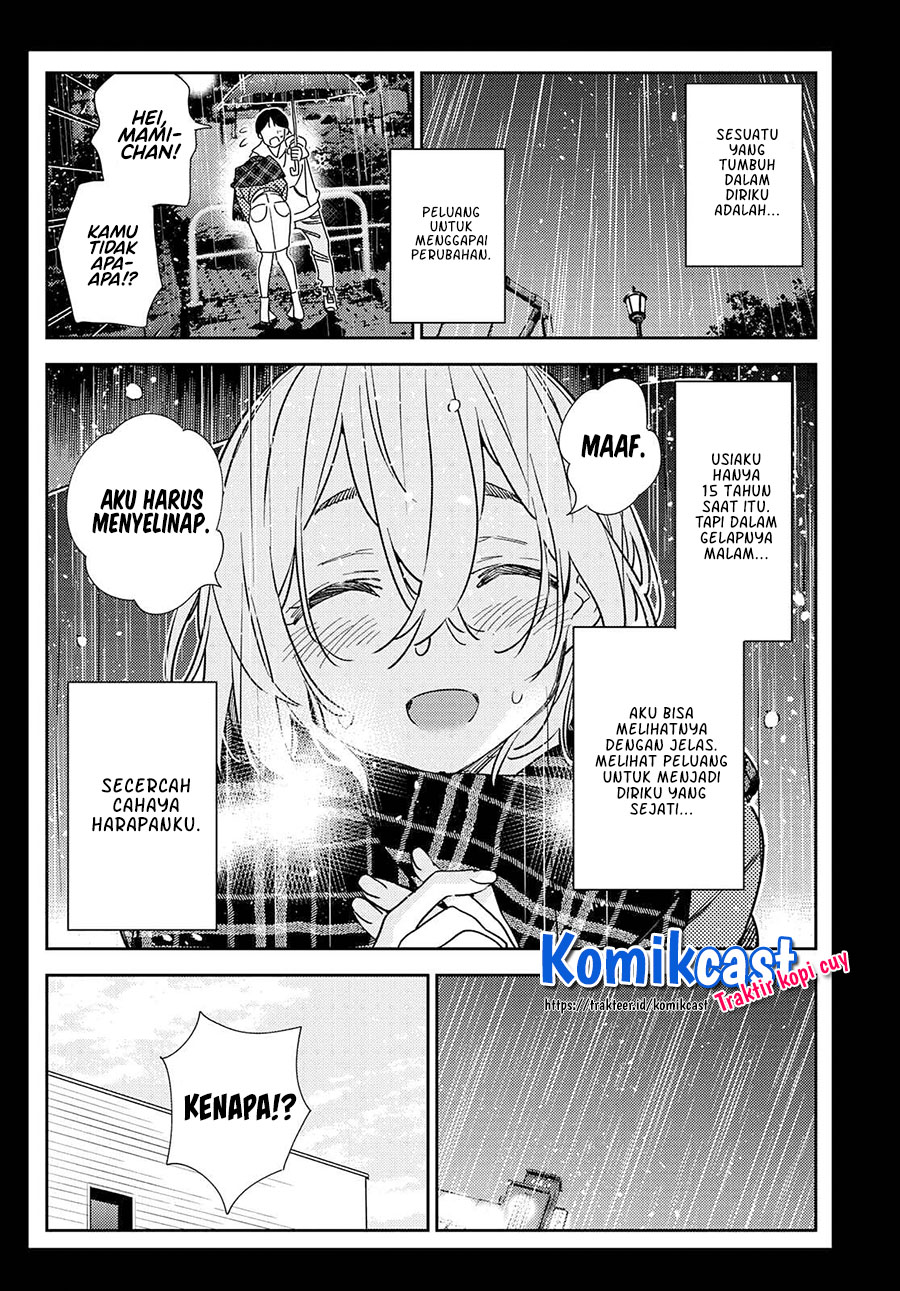 SESUATU
YANG
TUMBUH
DALAM
DIRIKU
ADALAH...
PELUANG
UNTUK
MENGGAPAI
PERUBAHAN.
HEI,
MAMI-
CHAN!
KAMU
TIDAK
APA-
APA!?
USIAKU
HANYA
15 TAHUN
SAAT ITU.
TAPI DALAM
GELAPNYA
MALAM...
MAAF.
AKU HARUS
MENYELINAP.
AKU BISA
MELIHATNYA
DENGAN JELAS.
MELIHAT PELUANG
UNTUK MENJADI
DIRIKU YANG
SEJATI...
SECERCAH
CAHAYA
HARAPANKU.
Komikcast
Traktir kopi cuy
https://trakteer.id/komikcast
KENAPA!?